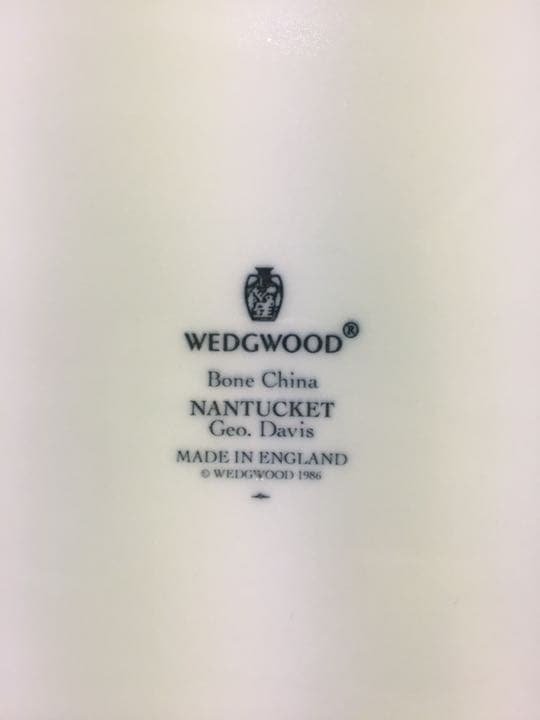 WEDGWOOD®
Bone China
NANTUCKET
Geo. Davis
MADE IN ENGLAND
© WEDGWOOD 1986